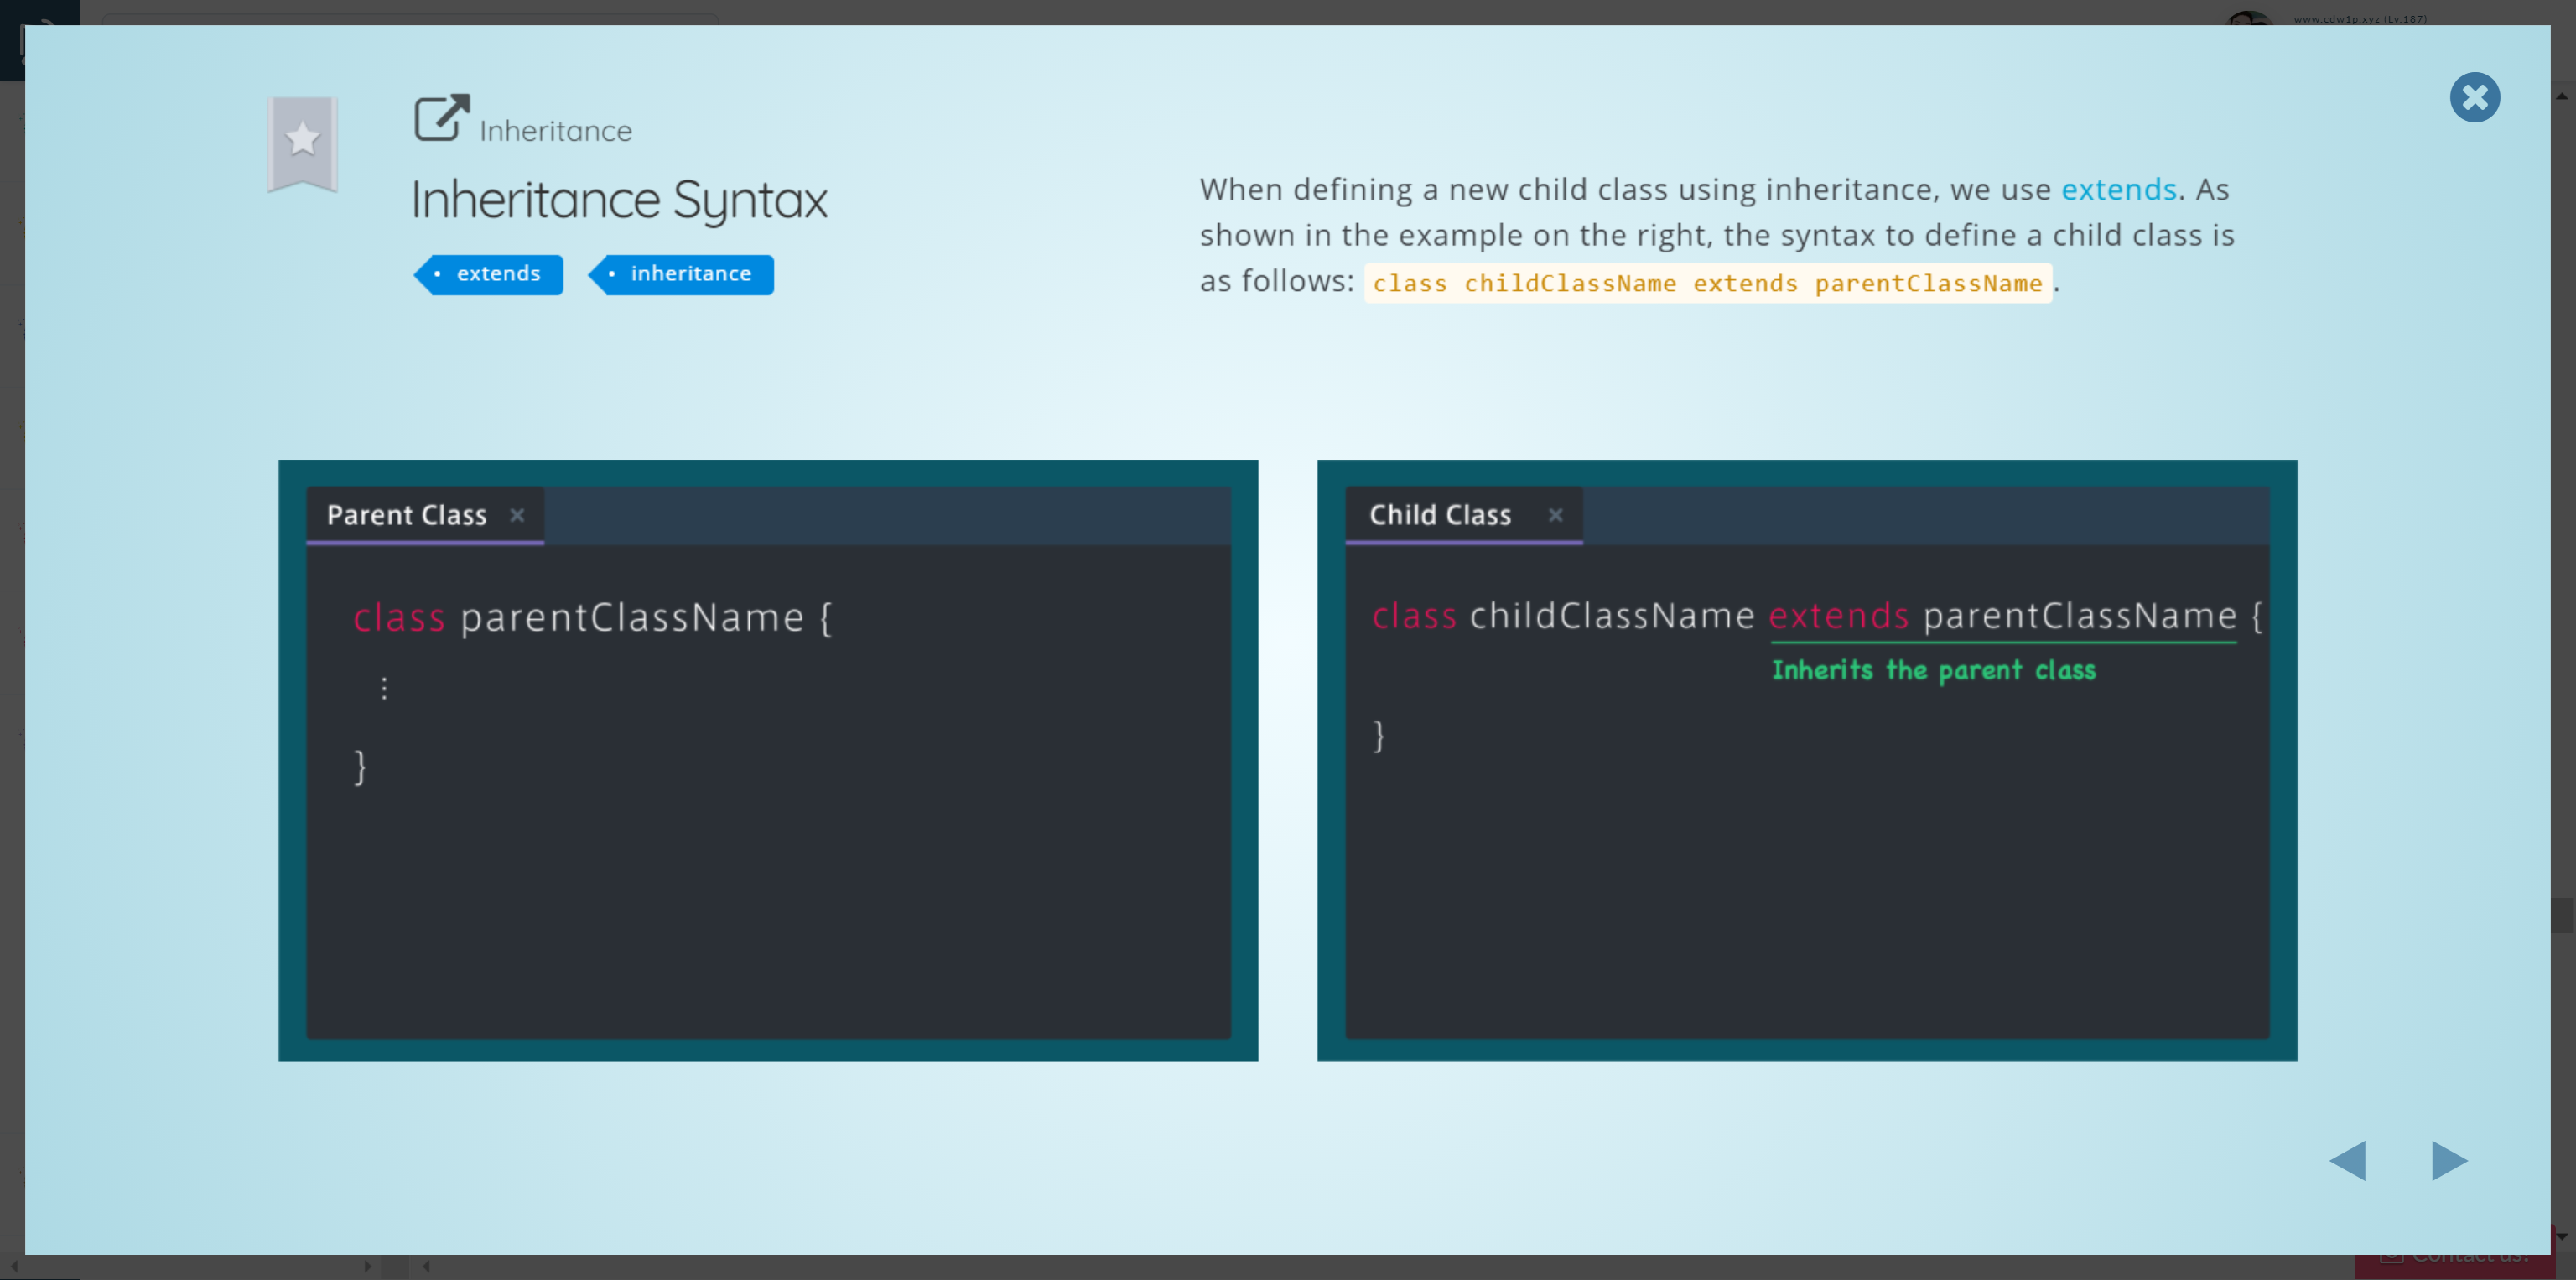 www.cdw1p.xyz (Lv.187)
Inheritance
Inheritance Syntax
• extends • inheritance
When defining a new child class using inheritance, we use extends. As
shown in the example on the right, the syntax to define a child class is
as follows: class childClassName extends parentClassName.
Parent Class ×
class parentClassName {
⋮
}
Child Class ×
class childClassName extends parentClassName {
Inherits the parent class
}
Contact us!